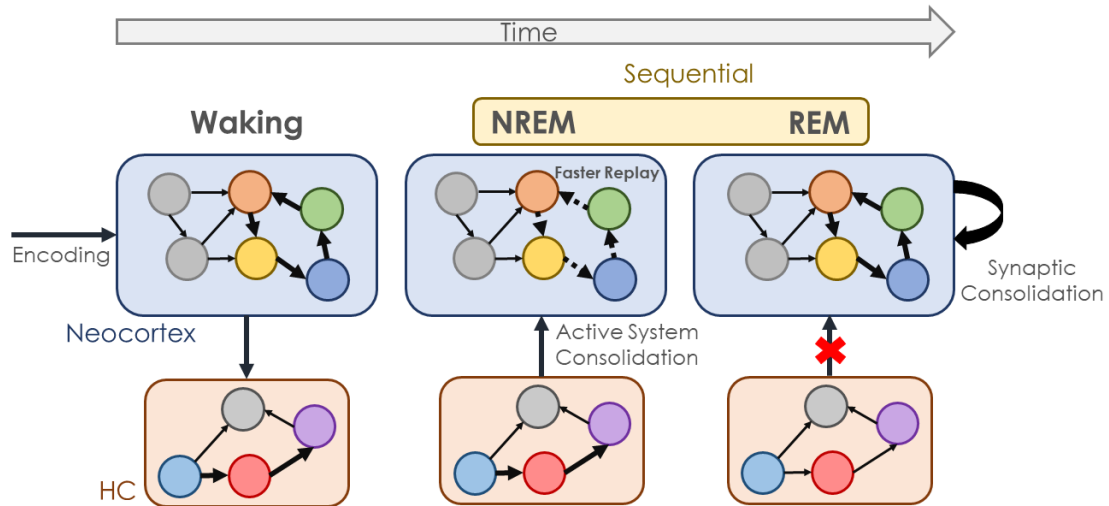 Time
Sequential
Waking
NREM
REM
Faster Replay
Encoding
Synaptic
Consolidation
Neocortex
Active System
Consolidation
HC